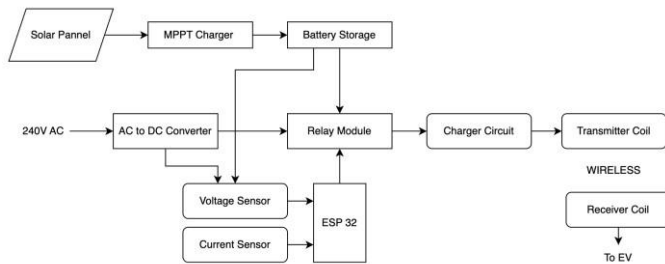 Solar Pannel
MPPT Charger
Battery Storage
240V AC
AC to DC Converter
Relay Module
Charger Circuit
Transmitter Coil
WIRELESS
Voltage Sensor
ESP 32
Receiver Coil
Current Sensor
To EV